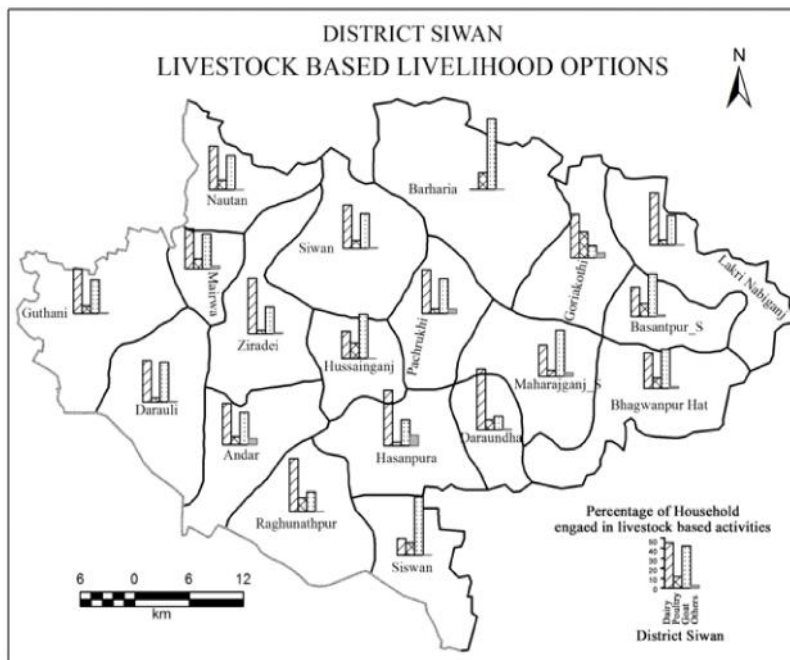 DISTRICT SIWAN
LIVESTOCK BASED LIVELIHOOD OPTIONS
N
Nautan
Barharia
Siwan
Mairwa
Goriakothi
Lakri Nabiganj
Guthani
Ziradei
Pachrukhi
Basantpur_S
Hussainganj
Maharajganj_S
Bhagwanpur Hat
Darauli
Andar
Hasanpura
Daraundha
Raghunathpur
Siswan
Percentage of Household
engaed in livestock based activities
50
40
30
20
10
0
Dairy
Poultry
Goat
Others
District Siwan
6 0 6 12
km